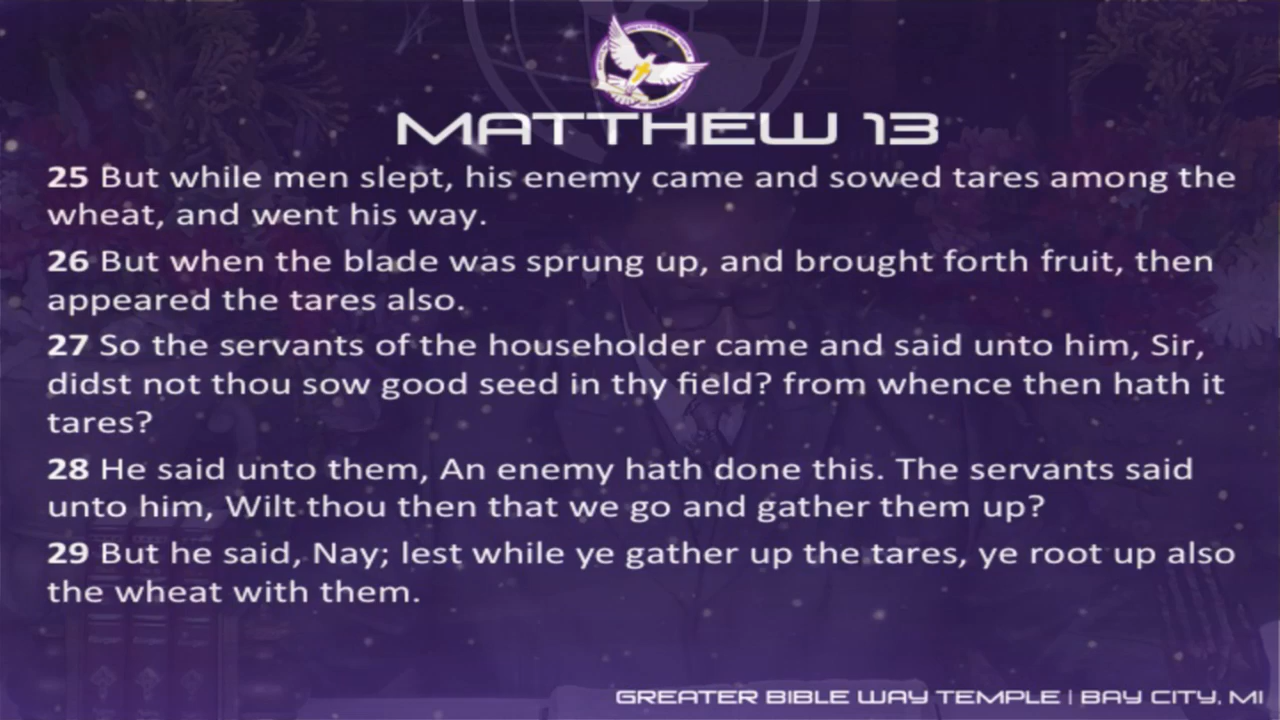 MATTHEW 13
25 But while men slept, his enemy came and sowed tares among the
wheat, and went his way.
26 But when the blade was sprung up, and brought forth fruit, then
appeared the tares also.
27 So the servants of the householder came and said unto him, Sir,
didst not thou sow good seed in thy field? from whence then hath it
tares?
28 He said unto them, An enemy hath done this. The servants said
unto him, Wilt thou then that we go and gather them up?
29 But he said, Nay; lest while ye gather up the tares, ye root up also
the wheat with them.
GREATER BIBLE WAY TEMPLE | BAY CITY, MI